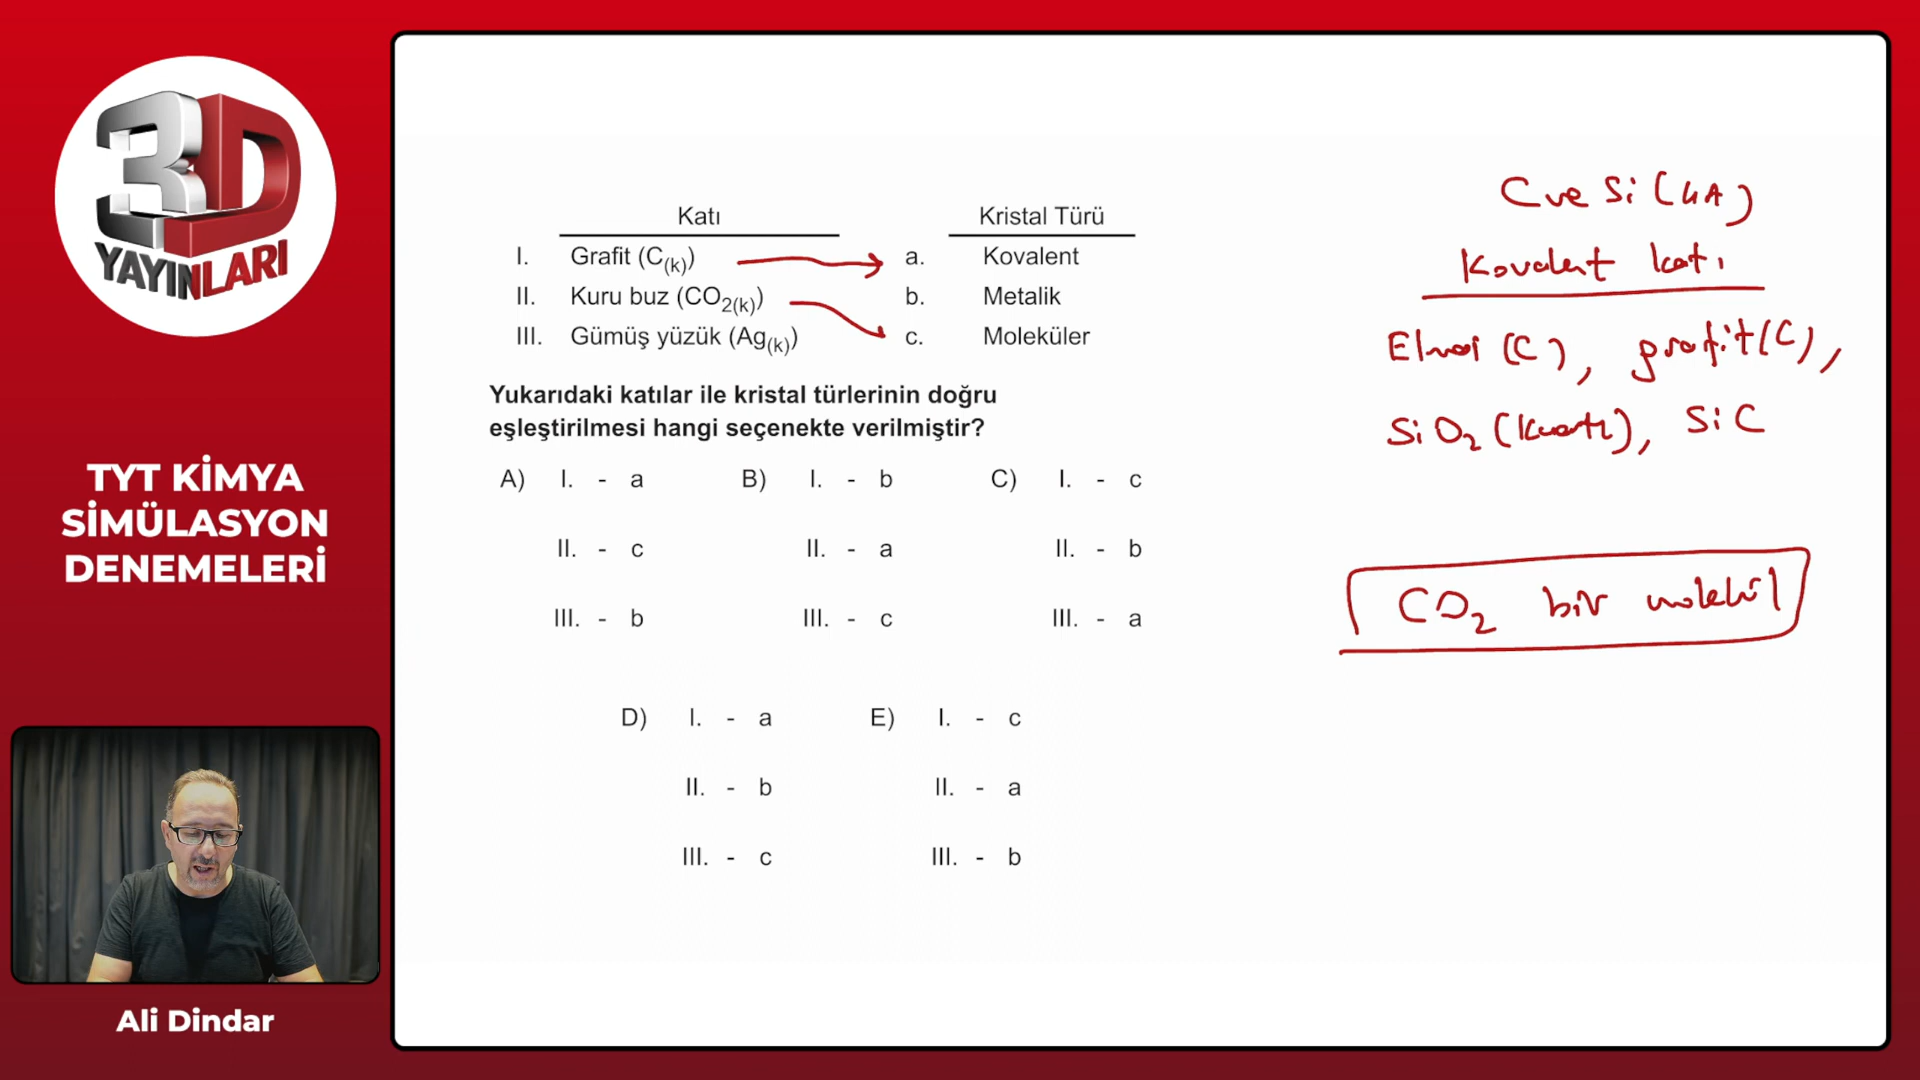 3D
YAYINLARI
TYT KİMYA
SİMÜLASYON
DENEMELERİ
Ali Dindar
Katı Kristal Türü
I. Grafit (C(k)) a. Kovalent
II. Kuru buz (CO2(k)) b. Metalik
III. Gümüş yüzük (Ag(k)) c. Moleküler
Yukarıdaki katılar ile kristal türlerinin doğru
eşleştirilmesi hangi seçenekte verilmiştir?
A) I. - a B) I. - b C) I. - c
II. - c II. - a II. - b
III. - b III. - c III. - a
D) I. - a E) I. - c
II. - b II. - a
III. - c III. - b
C ve Si (4A)
Kovalent katı
Elmas (C), grafit (C),
SiO2 (Kuartz), SiC
CO2 bir molekül